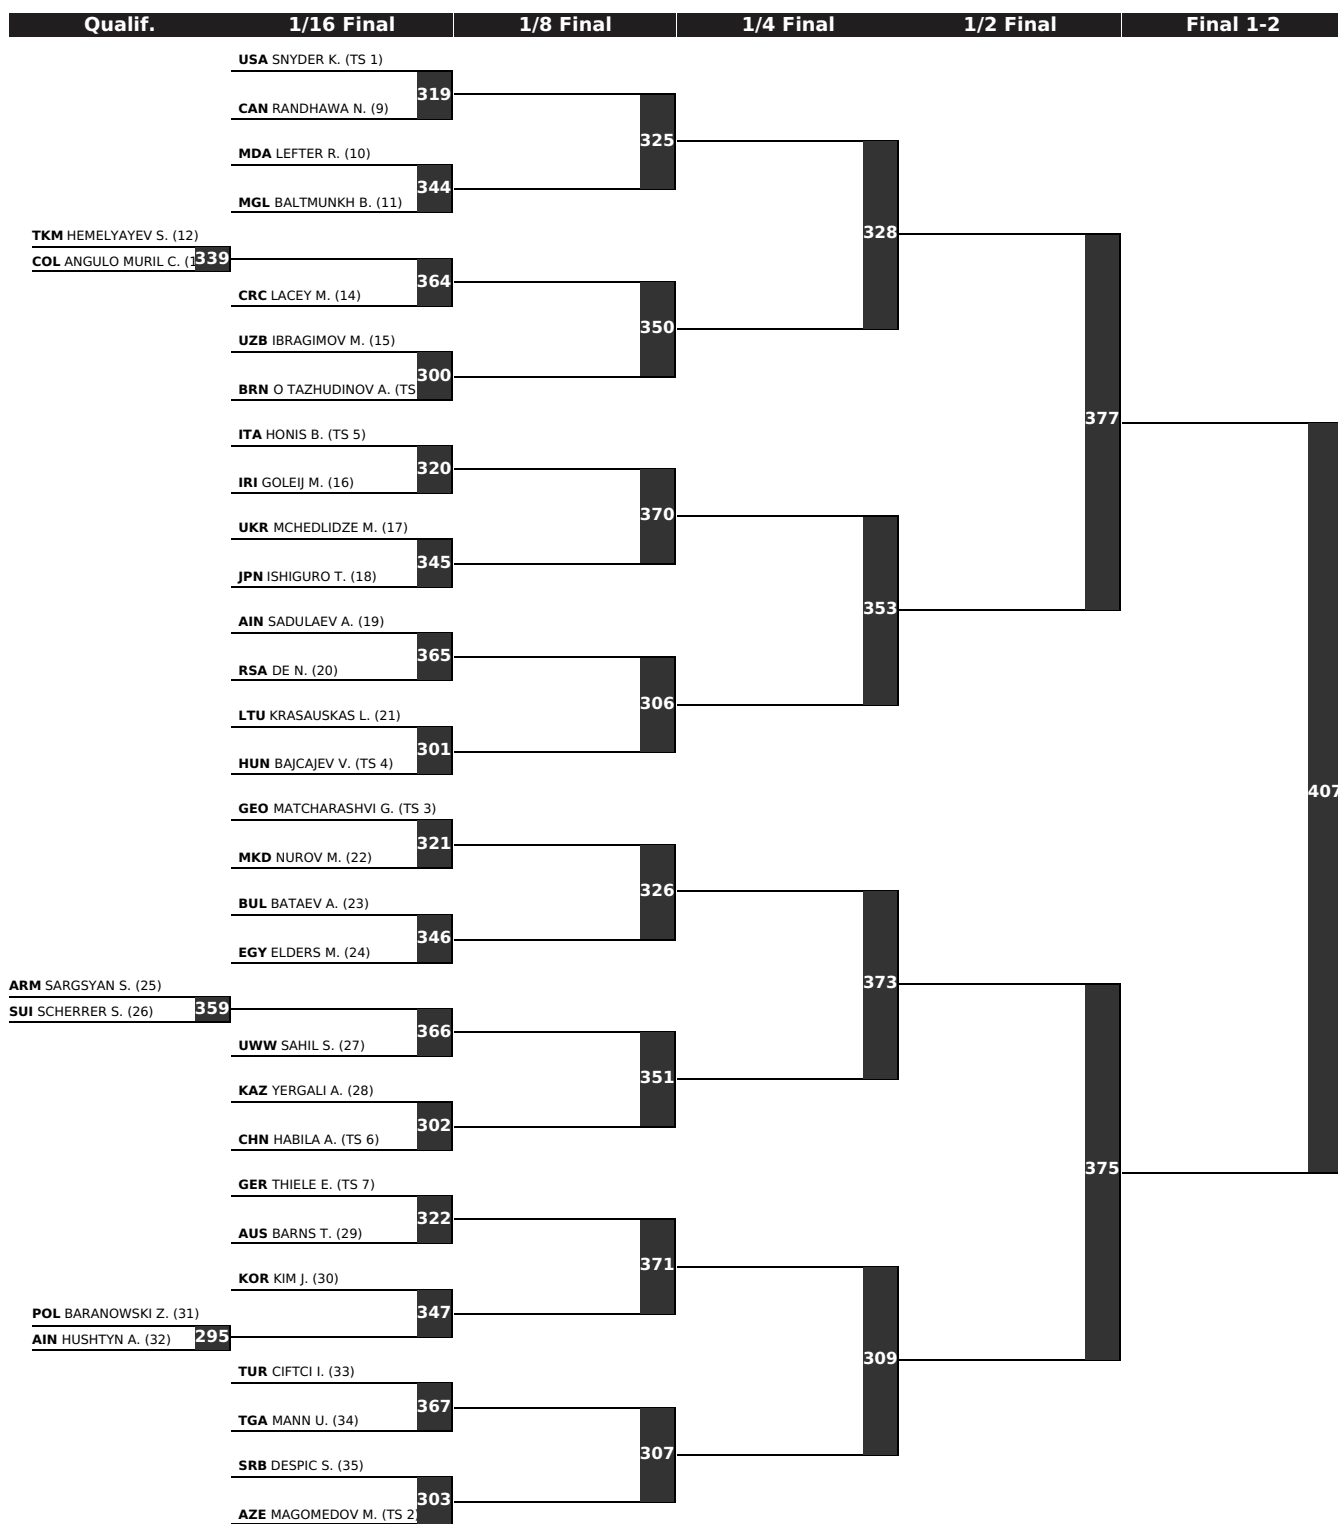 Qualif. 1/16 Final 1/8 Final 1/4 Final 1/2 Final Final 1-2
USA SNYDER K. (TS 1)
319
CAN RANDHAWA N. (9)
325
MDA LEFTER R. (10)
344
MGL BALTMUNKH B. (11)
328
TKM HEMELYAYEV S. (12)
COL ANGULO MURIL C. (1
339
364
CRC LACEY M. (14)
350
UZB IBRAGIMOV M. (15)
300
BRN O TAZHUDINOV A. (TS
377
ITA HONIS B. (TS 5)
320
IRI GOLEIJ M. (16)
370
UKR MCHEDLIDZE M. (17)
345
JPN ISHIGURO T. (18)
353
AIN SADULAEV A. (19)
365
RSA DE N. (20)
306
LTU KRASAUSKAS L. (21)
301
HUN BAJCAJEV V. (TS 4)
407
GEO MATCHARASHVI G. (TS 3)
321
MKD NUROV M. (22)
326
BUL BATAEV A. (23)
346
EGY ELDERS M. (24)
373
ARM SARGSYAN S. (25)
SUI SCHERRER S. (26)
359
366
UWW SAHIL S. (27)
351
KAZ YERGALI A. (28)
302
CHN HABILA A. (TS 6)
375
GER THIELE E. (TS 7)
322
AUS BARNS T. (29)
371
KOR KIM J. (30)
347
POL BARANOWSKI Z. (31)
AIN HUSHTYN A. (32)
295
309
TUR CIFTCI I. (33)
367
TGA MANN U. (34)
307
SRB DESPIC S. (35)
303
AZE MAGOMEDOV M. (TS 2)